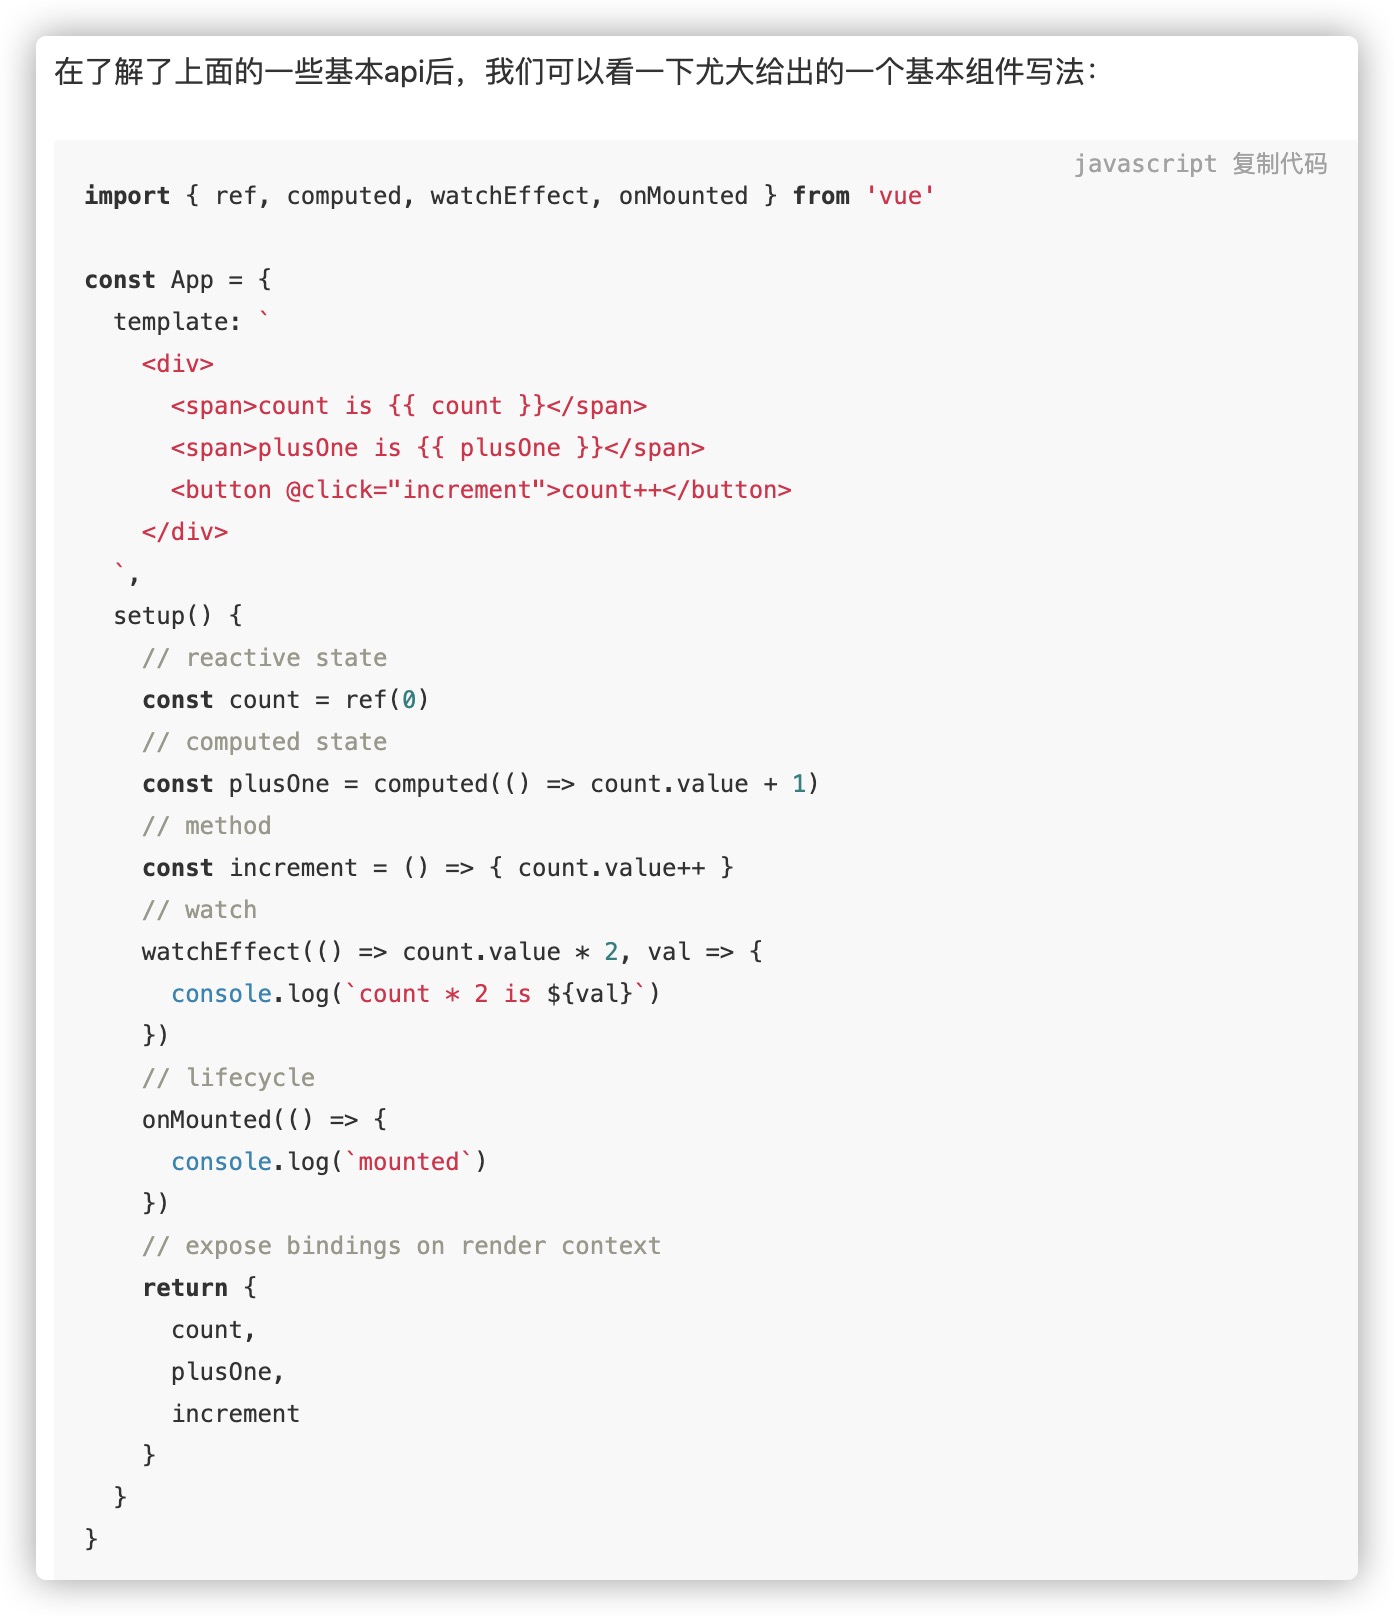 在了解了上面的一些基本api后，我们可以看一下尤大给出的一个基本组件写法：
javascript 复制代码
import { ref, computed, watchEffect, onMounted } from 'vue'

const App = {
  template: `
    <div>
      <span>count is {{ count }}</span>
      <span>plusOne is {{ plusOne }}</span>
      <button @click="increment">count++</button>
    </div>
  `,
  setup() {
    // reactive state
    const count = ref(0)
    // computed state
    const plusOne = computed(() => count.value + 1)
    // method
    const increment = () => { count.value++ }
    // watch
    watchEffect(() => count.value * 2, val => {
      console.log(`count * 2 is ${val}`)
    })
    // lifecycle
    onMounted(() => {
      console.log(`mounted`)
    })
    // expose bindings on render context
    return {
      count,
      plusOne,
      increment
    }
  }
}